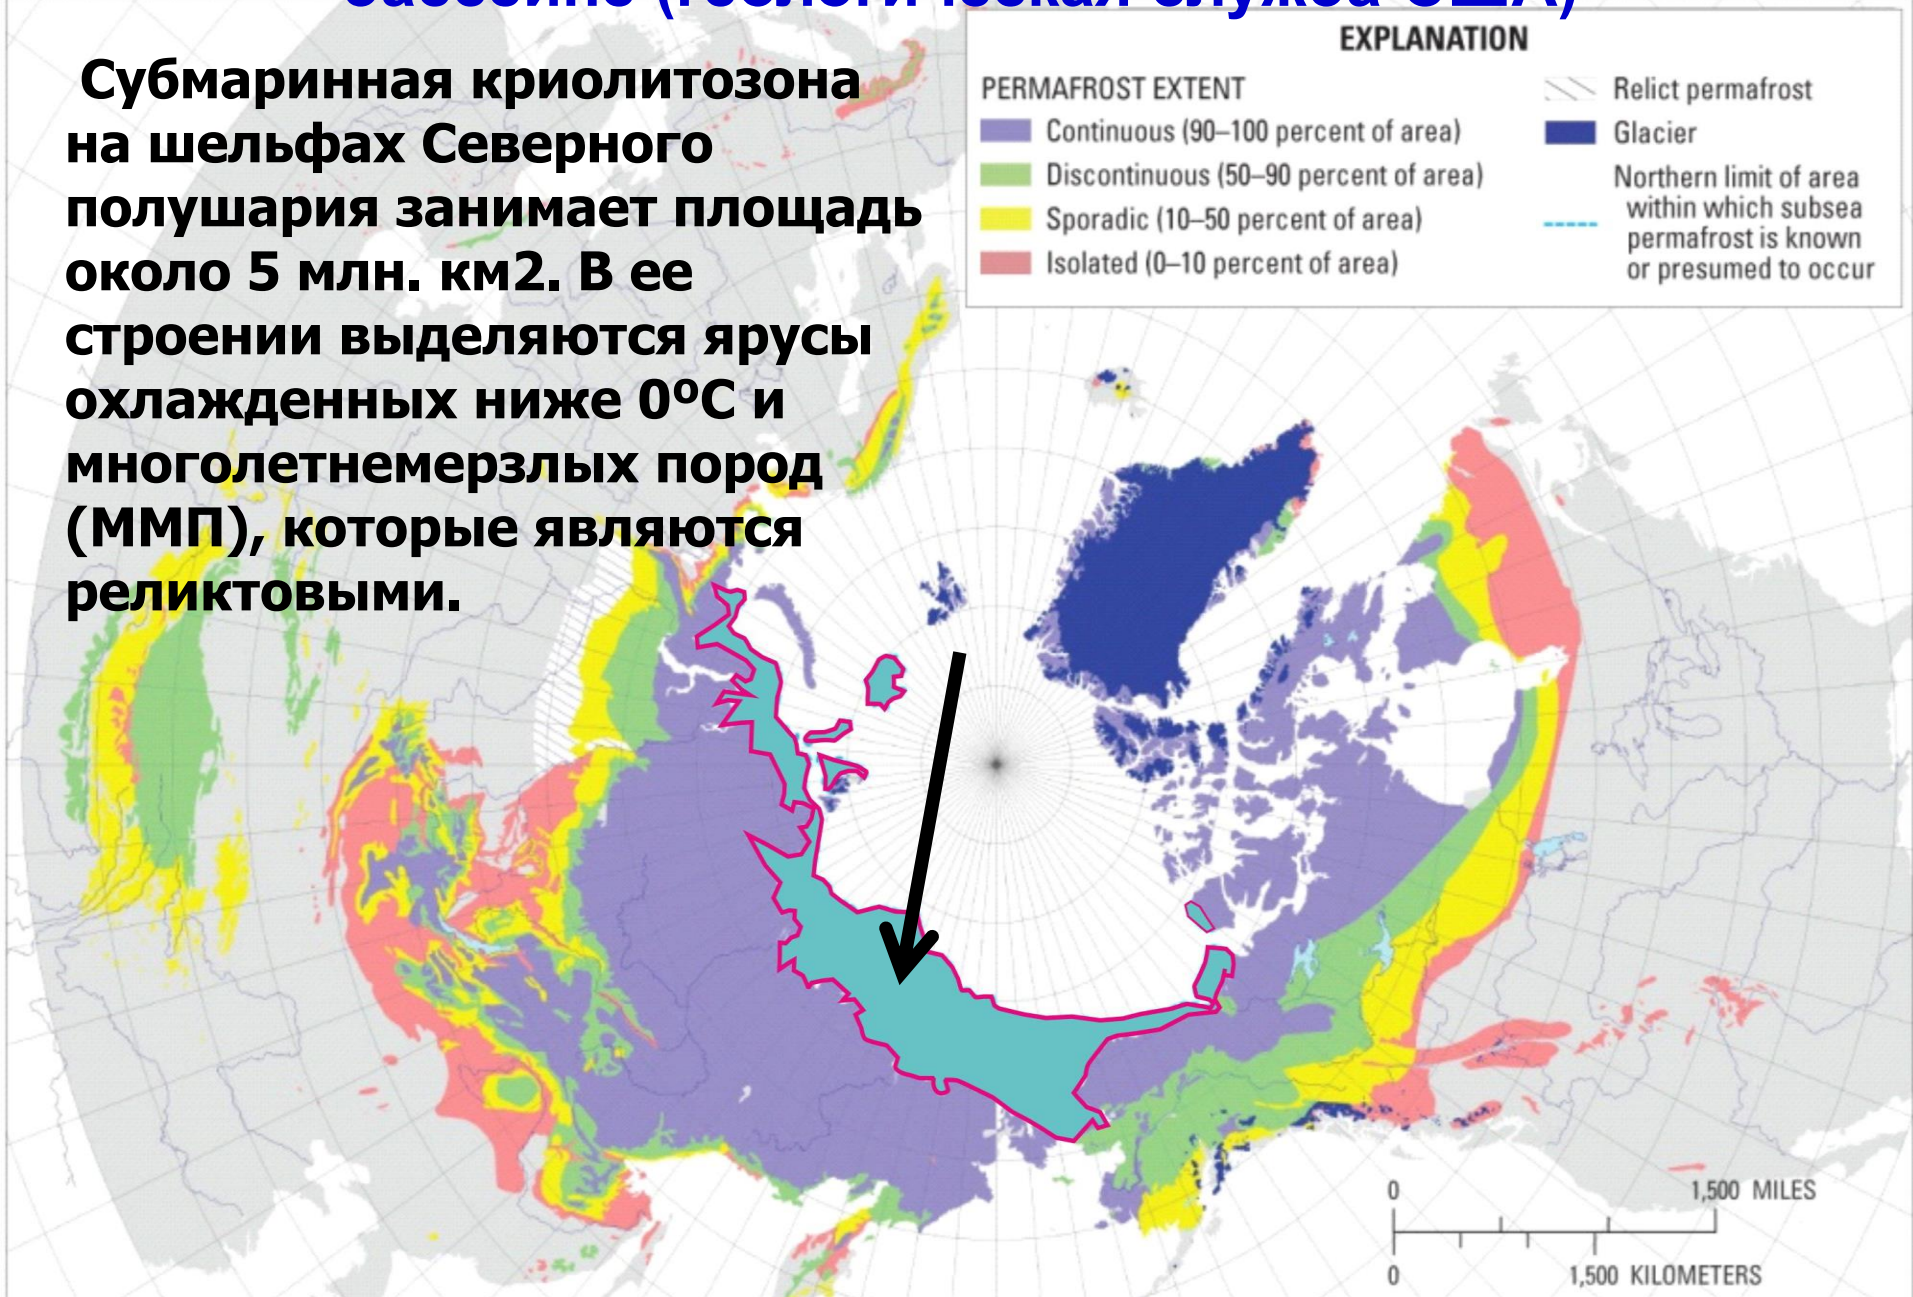 бассейне (геологическая служба США)
Субмаринная криолитозона
на шельфах Северного
полушария занимает площадь
около 5 млн. км2. В ее
строении выделяются ярусы
охлажденных ниже 0ºС и
многолетнемерзлых пород
(ММП), которые являются
реликтовыми.
EXPLANATION
PERMAFROST EXTENT
Continuous (90–100 percent of area)
Discontinuous (50–90 percent of area)
Sporadic (10–50 percent of area)
Isolated (0–10 percent of area)
Relict permafrost
Glacier
Northern limit of area
within which subsea
permafrost is known
or presumed to occur
0 1,500 MILES
0 1,500 KILOMETERS